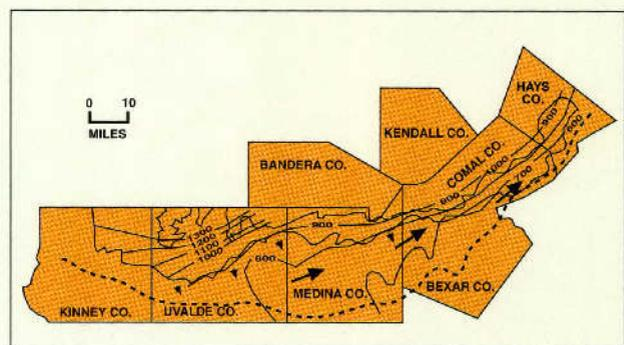 HAYS
CO.
900
600
0 10
MILES
KENDALL CO.
COMAL CO.
1000
BANDERA CO.
700
900
900
1300
1200
1100
1000
600
MEDINA CO.
BEXAR CO.
KINNEY CO.
UVALDE CO.